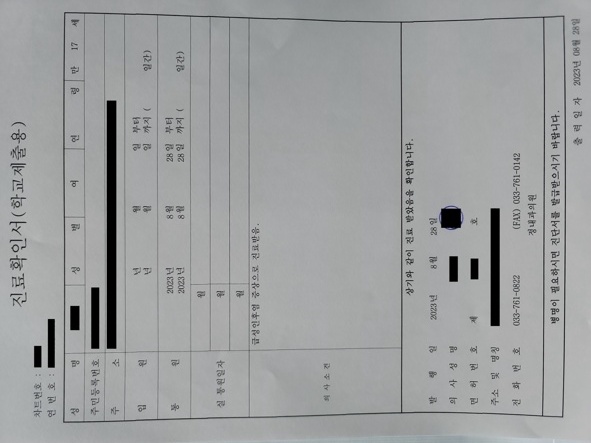 진료확인서(학교제출용)
차트번호 :
연 번 호 :
성 명 성 별 여 연 령 만 17 세
주민등록번호
주 소
입 원 년 월 일 부터
년 월 일 까지 ( 일간)
통 원 2023년 8월 28일 부터
2023년 8월 28일 까지 ( 일간)
실 통원일자 월
월
월
의 사 소 견 급성인후염 증상으로 진료받음.
상기와 같이 진료 받았음을 확인합니다.
발 행 일 2023년 8월 28일
의 사 성 명
면 허 번 호 제 호
주소 및 명칭 정내과의원
전 화 번 호 033-761-0822 (FAX) 033-761-0142
병명이 필요하시면 진단서를 발급받으시기 바랍니다.
출 력 일 자 2023년 08월 28일